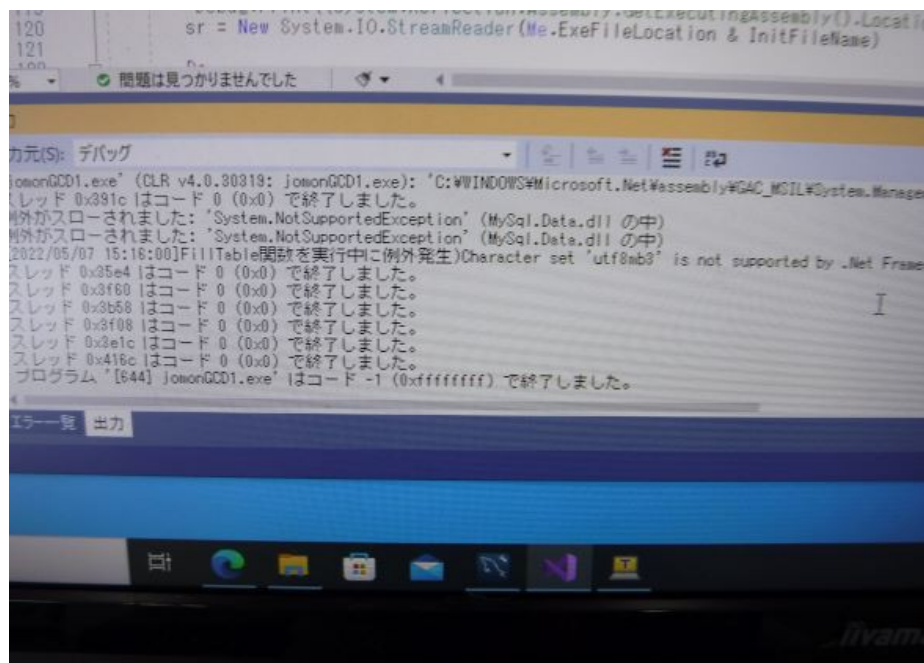 120 sr = New System.IO.StreamReader(Me.ExeFileLocation & InitFileName)
121
% 問題は見つかりませんでした
力元(S): デバッグ
jomonGCD1.exe' (CLR v4.0.30319: jomonGCD1.exe): 'C:¥WINDOWS¥Microsoft.Net¥assembly¥GAC_MSIL¥System.Manage
スレッド 0x391c はコード 0 (0x0) で終了しました。
例外がスローされました: 'System.NotSupportedException' (MySql.Data.dll の中)
例外がスローされました: 'System.NotSupportedException' (MySql.Data.dll の中)
[2022/05/07 15:16:00]FillTable関数を実行中に例外発生)Character set 'utf8mb3' is not supported by .Net Frame
スレッド 0x35e4 はコード 0 (0x0) で終了しました。
スレッド 0x3f60 はコード 0 (0x0) で終了しました。
スレッド 0x3b58 はコード 0 (0x0) で終了しました。
スレッド 0x3f08 はコード 0 (0x0) で終了しました。
スレッド 0x3e1c はコード 0 (0x0) で終了しました。
スレッド 0x416c はコード 0 (0x0) で終了しました。
プログラム '[644] jomonGCD1.exe' はコード -1 (0xffffffff) で終了しました。
エラー一覧 出力
iiyama